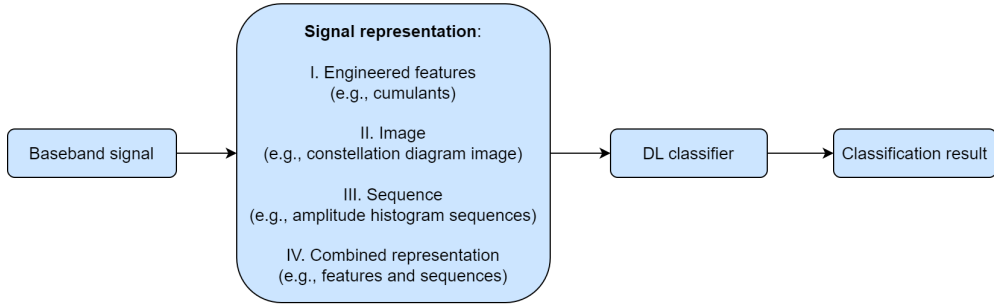 Baseband signal
Signal representation:
I. Engineered features
(e.g., cumulants)
II. Image
(e.g., constellation diagram image)
III. Sequence
(e.g., amplitude histogram sequences)
IV. Combined representation
(e.g., features and sequences)
DL classifier
Classification result